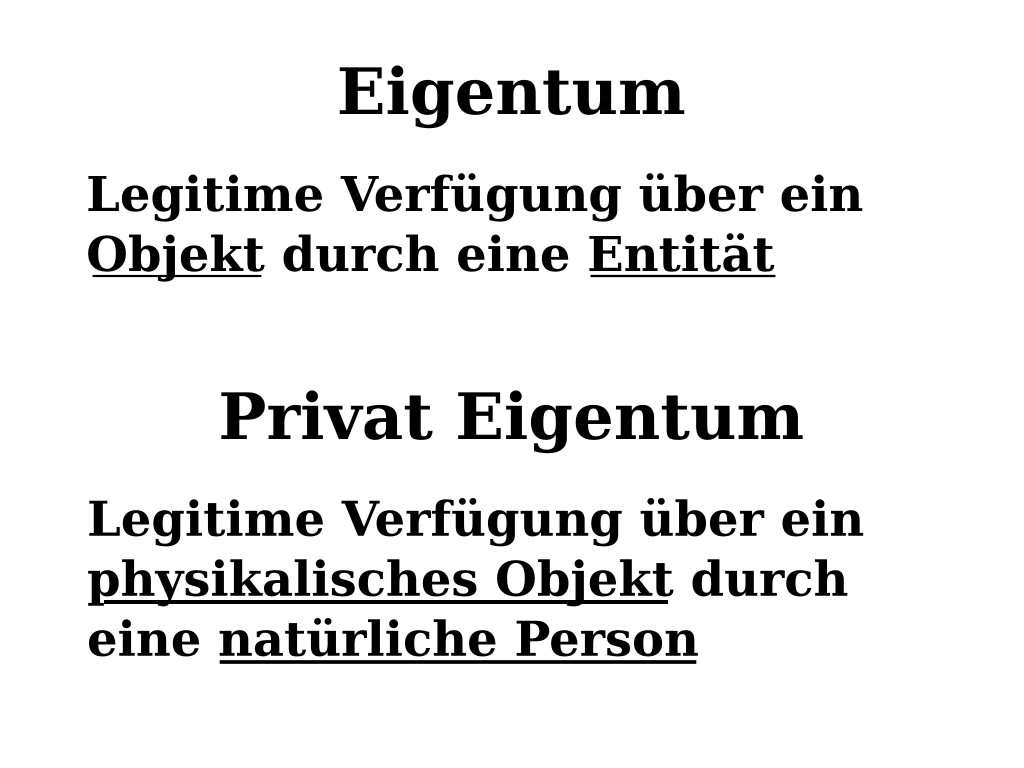 Eigentum
Legitime Verfügung über ein
Objekt durch eine Entität
Privat Eigentum
Legitime Verfügung über ein
physikalisches Objekt durch
eine natürliche Person